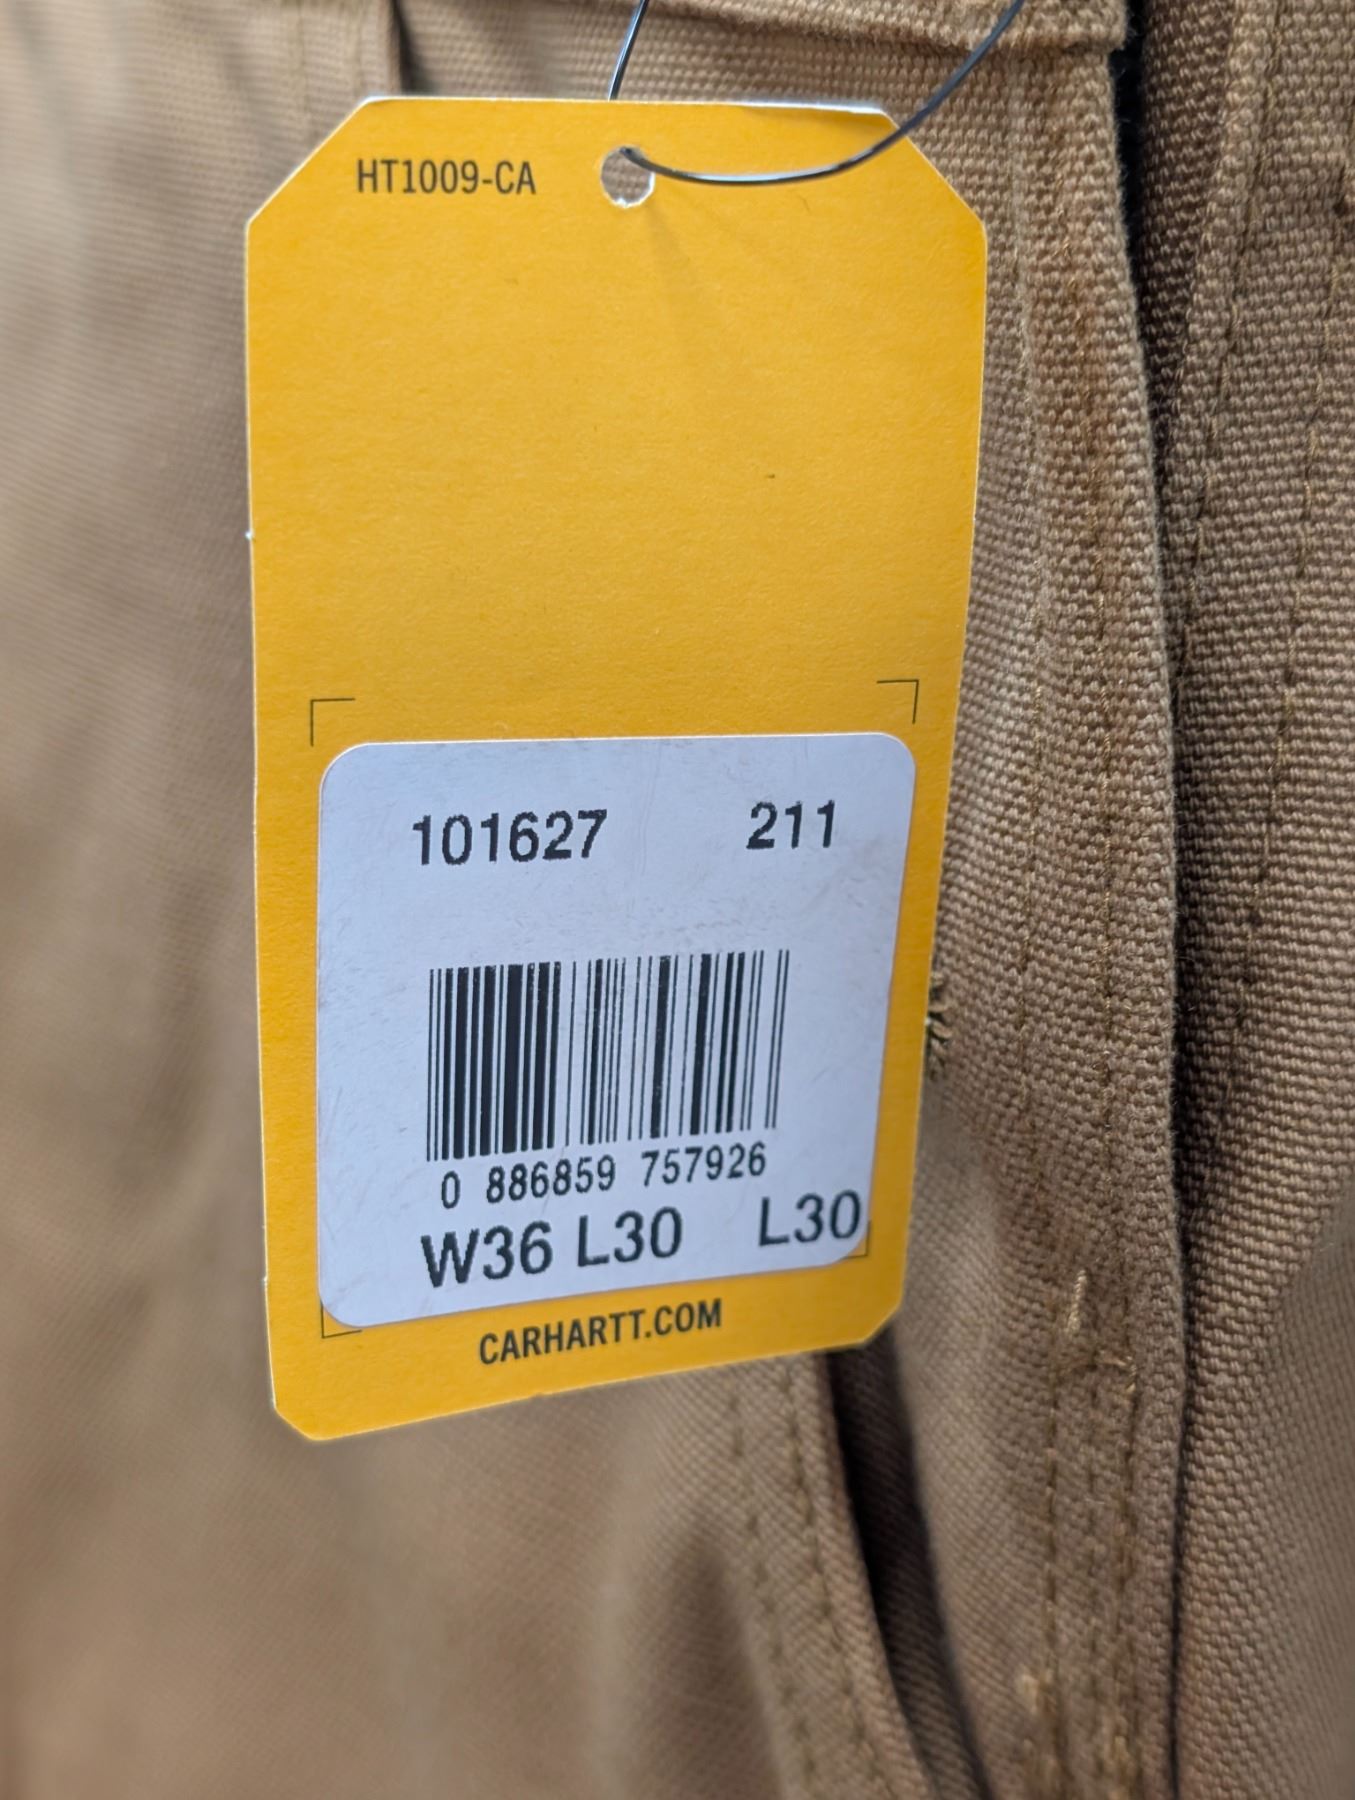 HT1009-CA
101627 211
0 886859 757926
W36 L30 L30
CARHARTT.COM